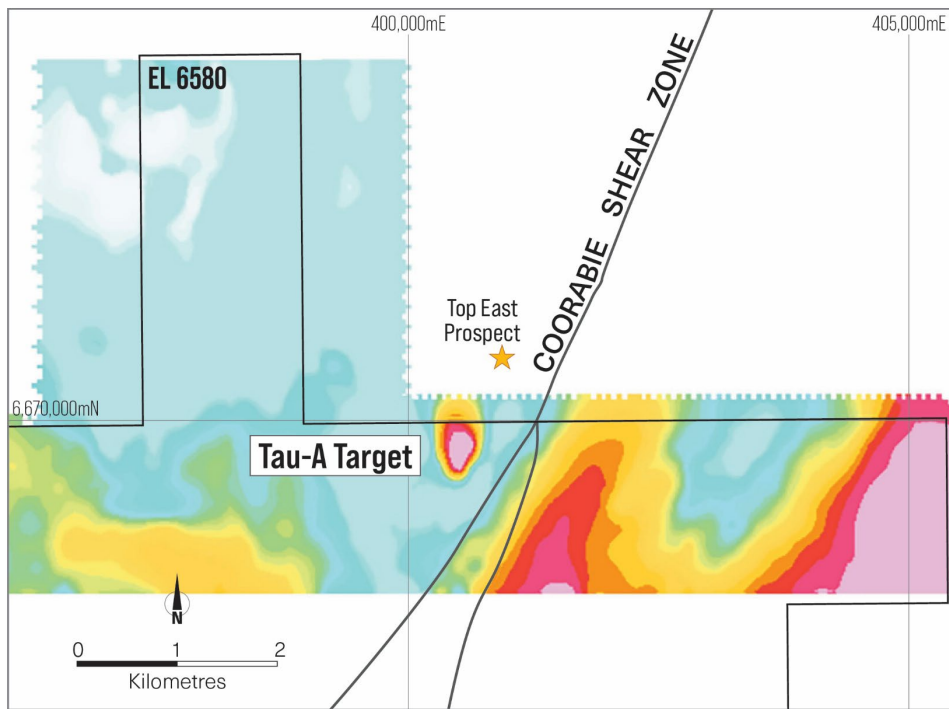 400,000mE
405,000mE
EL 6580
COORABIE SHEAR ZONE
Top East
Prospect
6,670,000mN
Tau-A Target
N
0 1 2
Kilometres